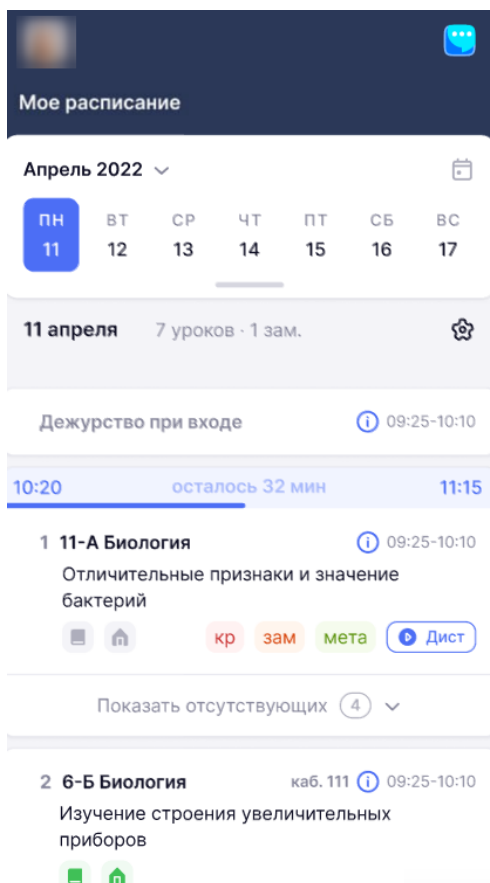 Мое расписание
Апрель 2022
ПН ВТ СР ЧТ ПТ СБ ВС
11 12 13 14 15 16 17
11 апреля 7 уроков · 1 зам.
Дежурство при входе 09:25-10:10
10:20 осталось 32 мин 11:15
1 11-А Биология 09:25-10:10
Отличительные признаки и значение
бактерий
кр зам мета Дист
Показать отсутствующих 4
2 6-Б Биология каб. 111 09:25-10:10
Изучение строения увеличительных
приборов